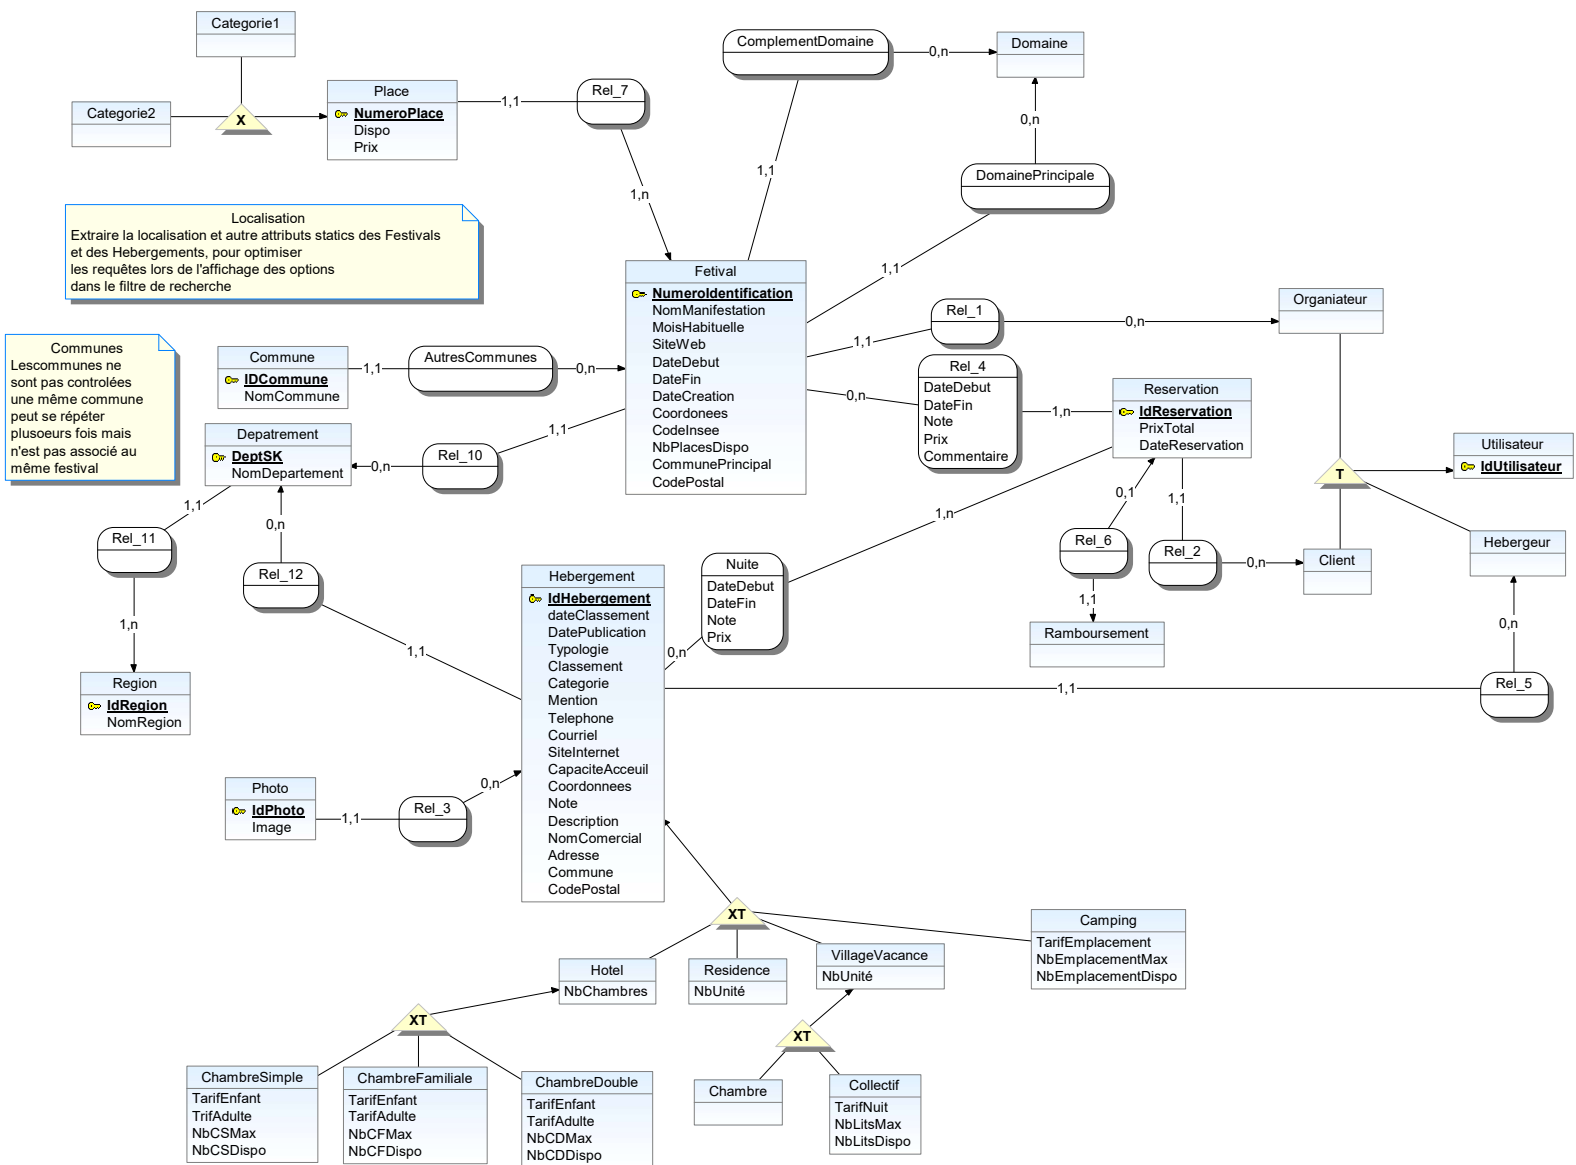 Categorie1
Categorie2
X
Place
NumeroPlace
Dispo
Prix
1,1
Rel_7
1,n
ComplementDomaine
0,n
Domaine
1,1
0,n
DomainePrincipale
1,1
Localisation
Extraire la localisation et autre attributs statics des Festivals
et des Hebergements, pour optimiser
les requêtes lors de l'affichage des options
dans le filtre de recherche
Communes
Lescommunes ne
sont pas controlées
une même commune
peut se répéter
plusoeurs fois mais
n'est pas associé au
même festival
Commune
IDCommune
NomCommune
1,1
AutresCommunes
0,n
Fetival
NumeroIdentification
NomManifestation
MoisHabituelle
SiteWeb
DateDebut
DateFin
DateCreation
Coordonees
CodeInsee
NbPlacesDispo
CommunePrincipal
CodePostal
1,1
Rel_1
0,n
Organiateur
0,n
Rel_4
DateDebut
DateFin
Note
Prix
Commentaire
1,n
Reservation
IdReservation
PrixTotal
DateReservation
Utilisateur
IdUtilisateur
T
Depatrement
DeptSK
NomDepartement
0,n
Rel_10
1,1
1,1
Rel_11
1,n
Region
IdRegion
NomRegion
0,n
Rel_12
1,1
1,n
Nuite
DateDebut
DateFin
Note
Prix
0,n
0,1
Rel_6
1,1
Ramboursement
1,1
Rel_2
0,n
Client
Hebergeur
0,n
Rel_5
1,1
Hebergement
IdHebergement
dateClassement
DatePublication
Typologie
Classement
Categorie
Mention
Telephone
Courriel
SiteInternet
CapaciteAcceuil
Coordonnees
Note
Description
NomComercial
Adresse
Commune
CodePostal
Photo
IdPhoto
Image
1,1
Rel_3
0,n
XT
Hotel
NbChambres
Residence
NbUnité
VillageVacance
NbUnité
Camping
TarifEmplacement
NbEmplacementMax
NbEmplacementDispo
XT
XT
ChambreSimple
TarifEnfant
TrifAdulte
NbCSMax
NbCSDispo
ChambreFamiliale
TarifEnfant
TarifAdulte
NbCFMax
NbCFDispo
ChambreDouble
TarifEnfant
TarifAdulte
NbCDMax
NbCDDispo
Chambre
Collectif
TarifNuit
NbLitsMax
NbLitsDispo